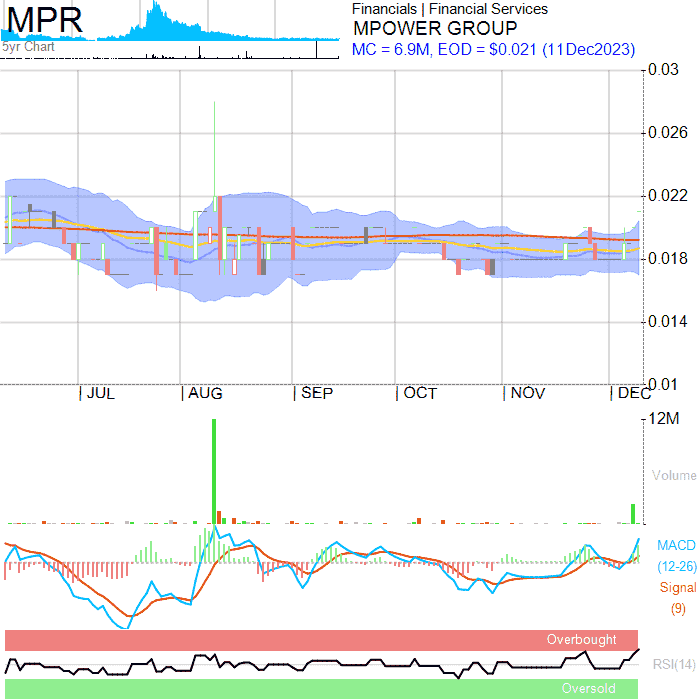 MPR
5yr Chart
Financials | Financial Services
MPOWER GROUP
MC = 6.9M, EOD = $0.021 (11Dec2023)
0.03
0.026
0.022
0.018
0.014
0.01
| JUL | AUG | SEP | OCT | NOV | DEC
12M
Volume
MACD
(12-26)
Signal
(9)
Overbought
RSI(14)
Oversold